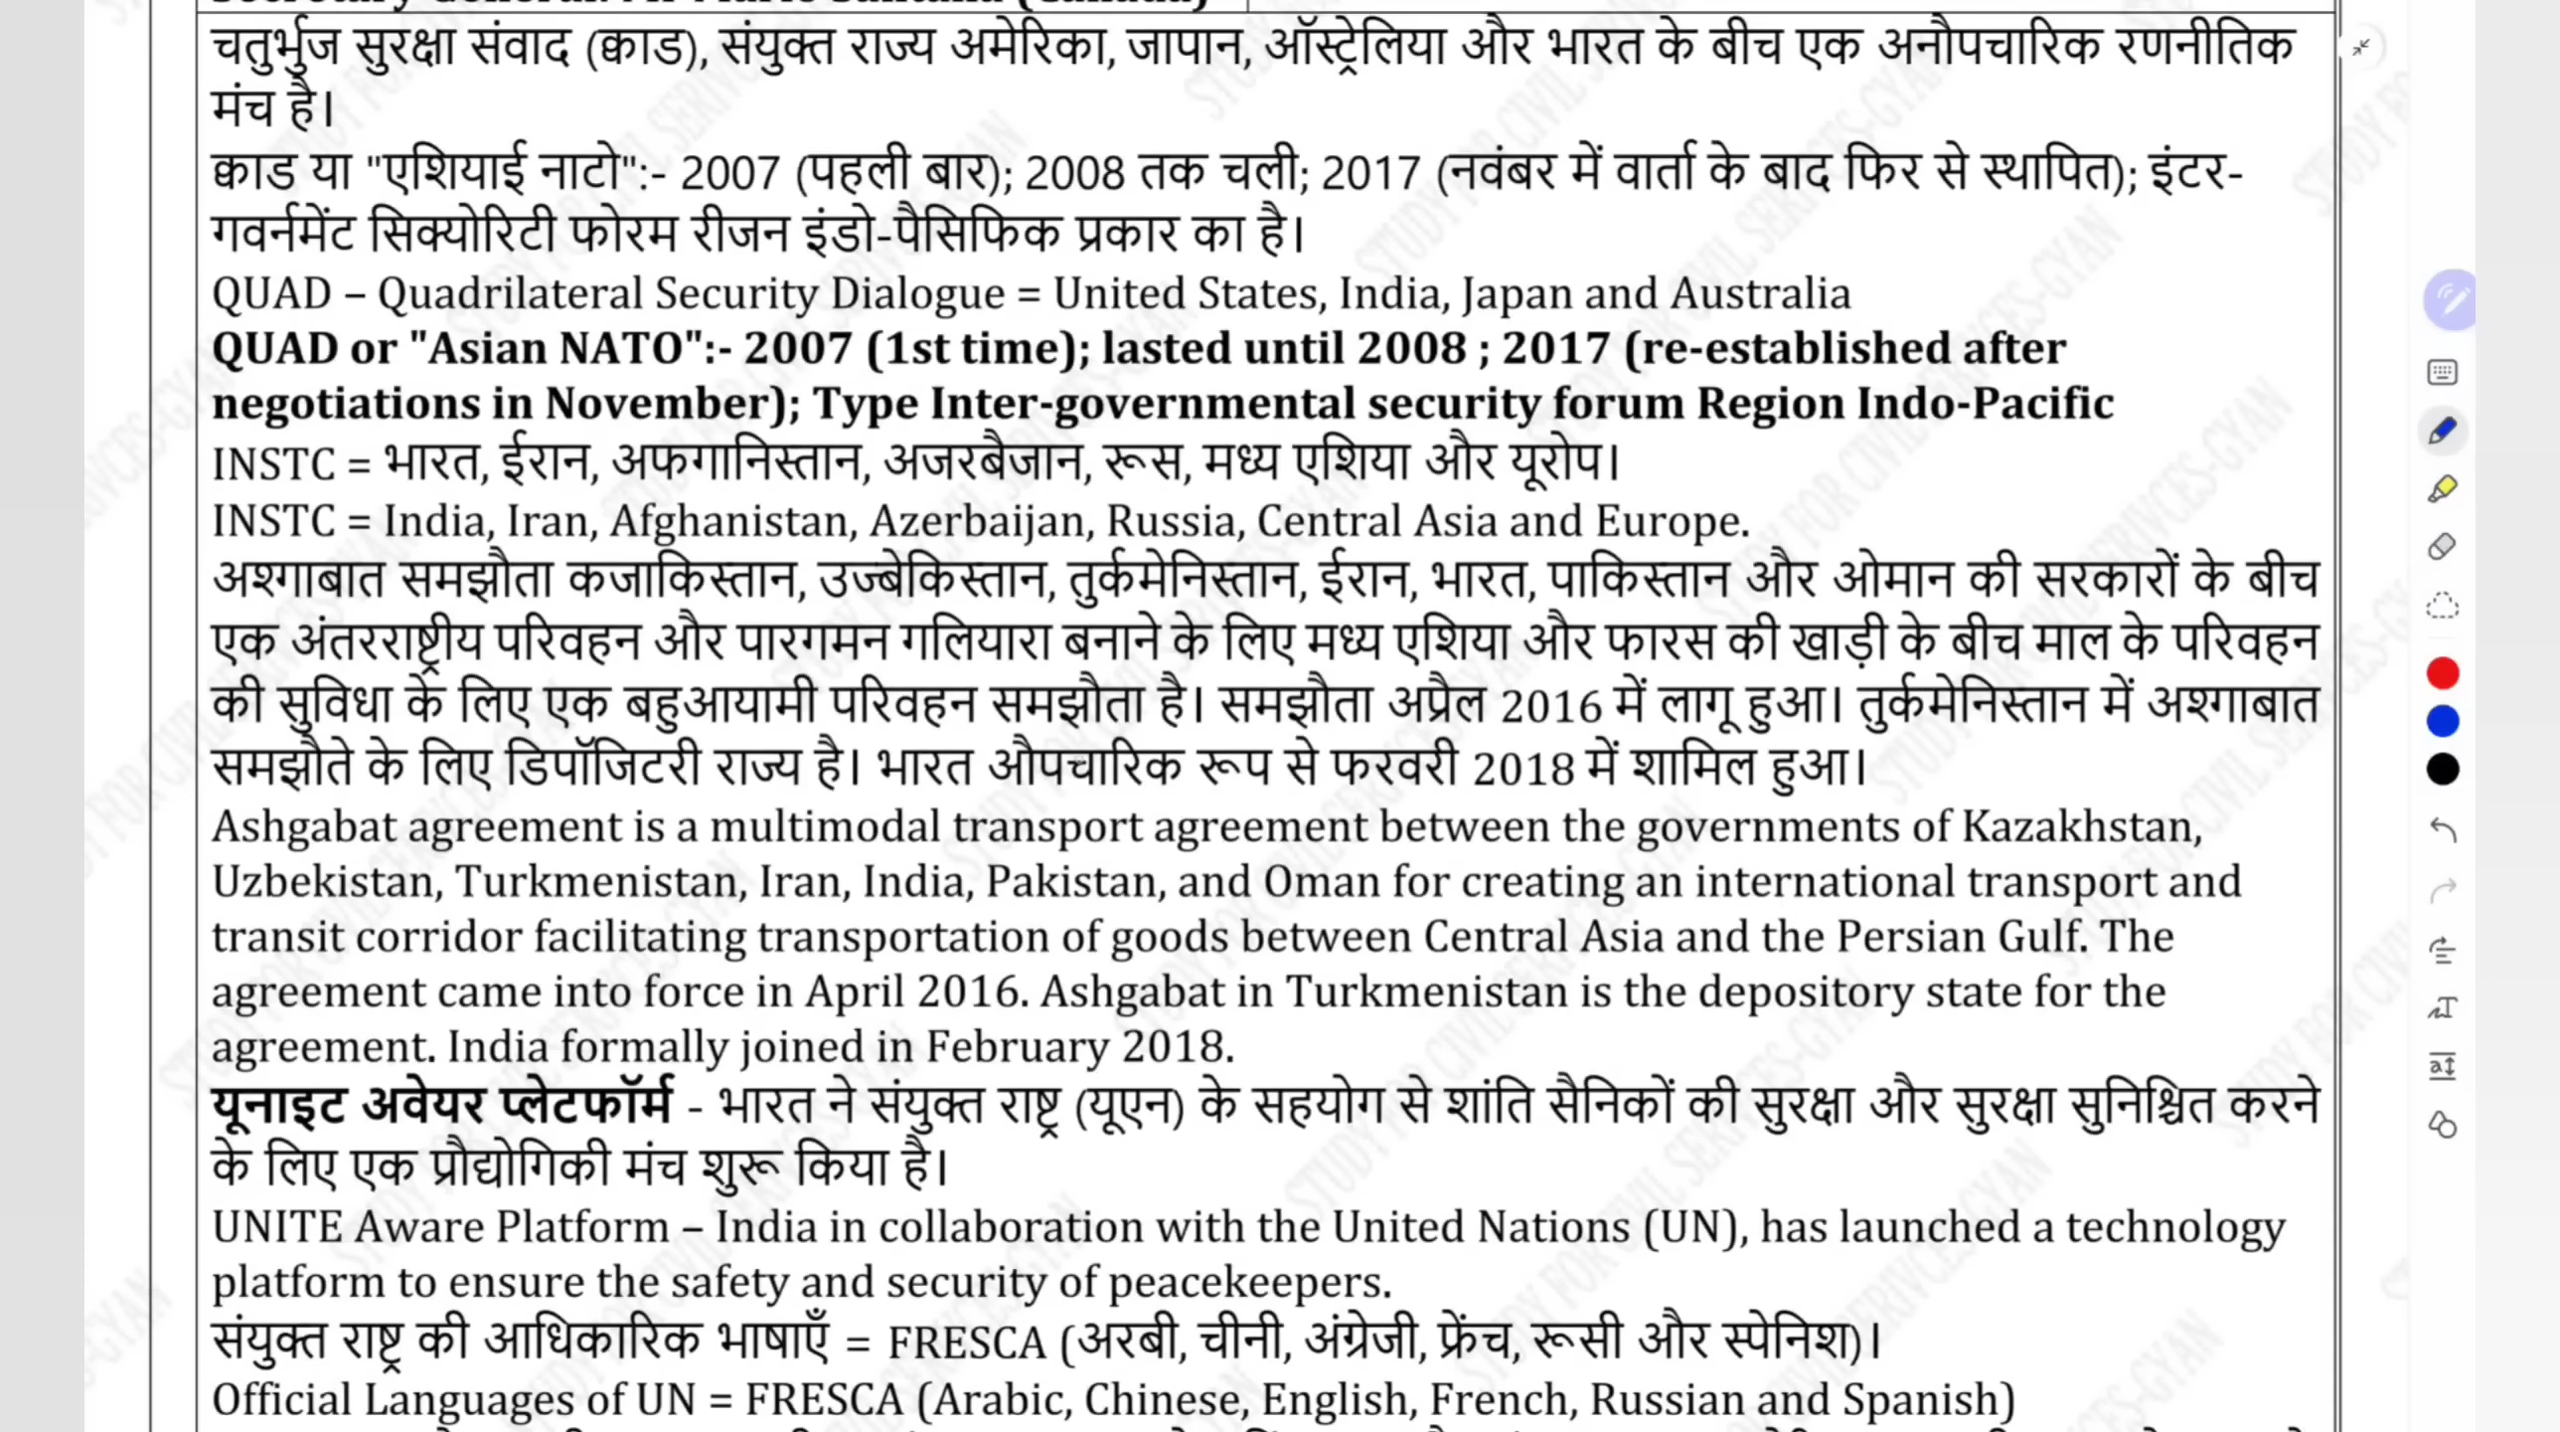 Secretary General: Mr Mario Santana (Canada)
चतुर्भुज सुरक्षा संवाद (क्वाड), संयुक्त राज्य अमेरिका, जापान, ऑस्ट्रेलिया और भारत के बीच एक अनौपचारिक रणनीतिक
मंच है।
क्वाड या "एशियाई नाटो":- 2007 (पहली बार); 2008 तक चली; 2017 (नवंबर में वार्ता के बाद फिर से स्थापित); इंटर-
गवर्नमेंट सिक्योरिटी फोरम रीजन इंडो-पैसिफिक प्रकार का है।
QUAD – Quadrilateral Security Dialogue = United States, India, Japan and Australia
QUAD or "Asian NATO":- 2007 (1st time); lasted until 2008 ; 2017 (re-established after
negotiations in November); Type Inter-governmental security forum Region Indo-Pacific
INSTC = भारत, ईरान, अफगानिस्तान, अजरबैजान, रूस, मध्य एशिया और यूरोप।
INSTC = India, Iran, Afghanistan, Azerbaijan, Russia, Central Asia and Europe.
अश्गाबात समझौता कजाकिस्तान, उज्बेकिस्तान, तुर्कमेनिस्तान, ईरान, भारत, पाकिस्तान और ओमान की सरकारों के बीच
एक अंतरराष्ट्रीय परिवहन और पारगमन गलियारा बनाने के लिए मध्य एशिया और फारस की खाड़ी के बीच माल के परिवहन
की सुविधा के लिए एक बहुआयामी परिवहन समझौता है। समझौता अप्रैल 2016 में लागू हुआ। तुर्कमेनिस्तान में अश्गाबात
समझौते के लिए डिपॉजिटरी राज्य है। भारत औपचारिक रूप से फरवरी 2018 में शामिल हुआ।
Ashgabat agreement is a multimodal transport agreement between the governments of Kazakhstan,
Uzbekistan, Turkmenistan, Iran, India, Pakistan, and Oman for creating an international transport and
transit corridor facilitating transportation of goods between Central Asia and the Persian Gulf. The
agreement came into force in April 2016. Ashgabat in Turkmenistan is the depository state for the
agreement. India formally joined in February 2018.
यूनाइट अवेयर प्लेटफॉर्म - भारत ने संयुक्त राष्ट्र (यूएन) के सहयोग से शांति सैनिकों की सुरक्षा और सुरक्षा सुनिश्चित करने
के लिए एक प्रौद्योगिकी मंच शुरू किया है।
UNITE Aware Platform – India in collaboration with the United Nations (UN), has launched a technology
platform to ensure the safety and security of peacekeepers.
संयुक्त राष्ट्र की आधिकारिक भाषाएँ = FRESCA (अरबी, चीनी, अंग्रेजी, फ्रेंच, रूसी और स्पेनिश)।
Official Languages of UN = FRESCA (Arabic, Chinese, English, French, Russian and Spanish)
STUDY FOR CIVIL SERIVCES-GYAN